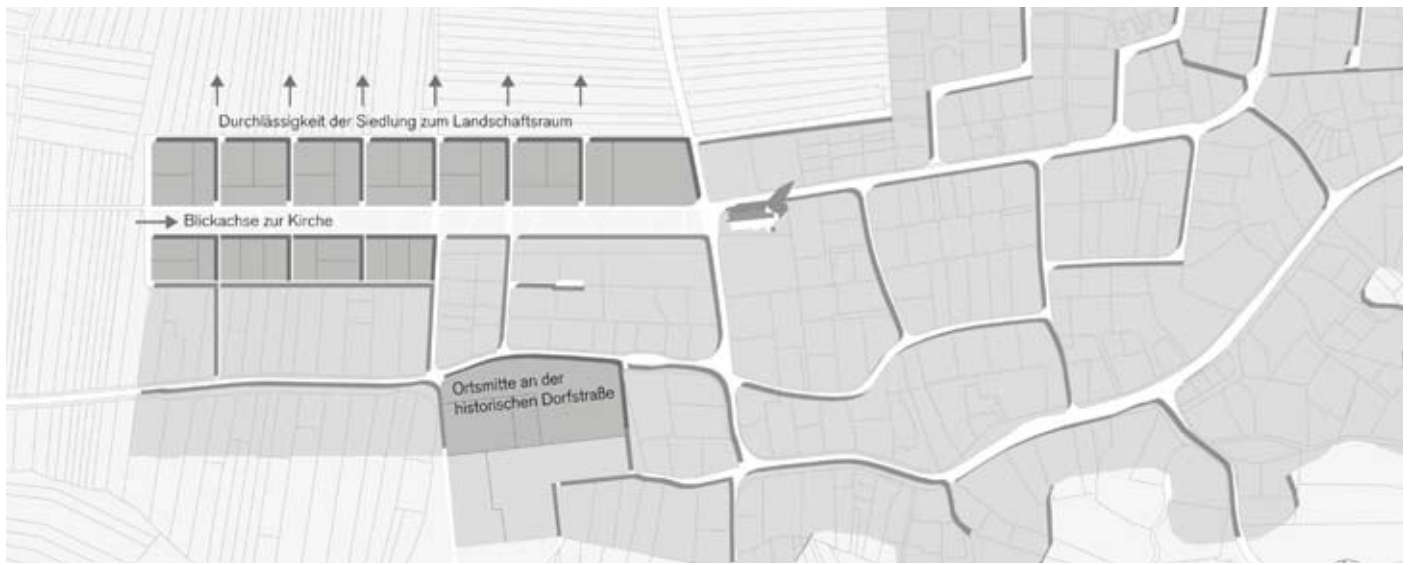 Durchlässigkeit der Siedlung zum Landschaftsraum
Blickachse zur Kirche
Ortsmitte an der
historischen Dorfstraße